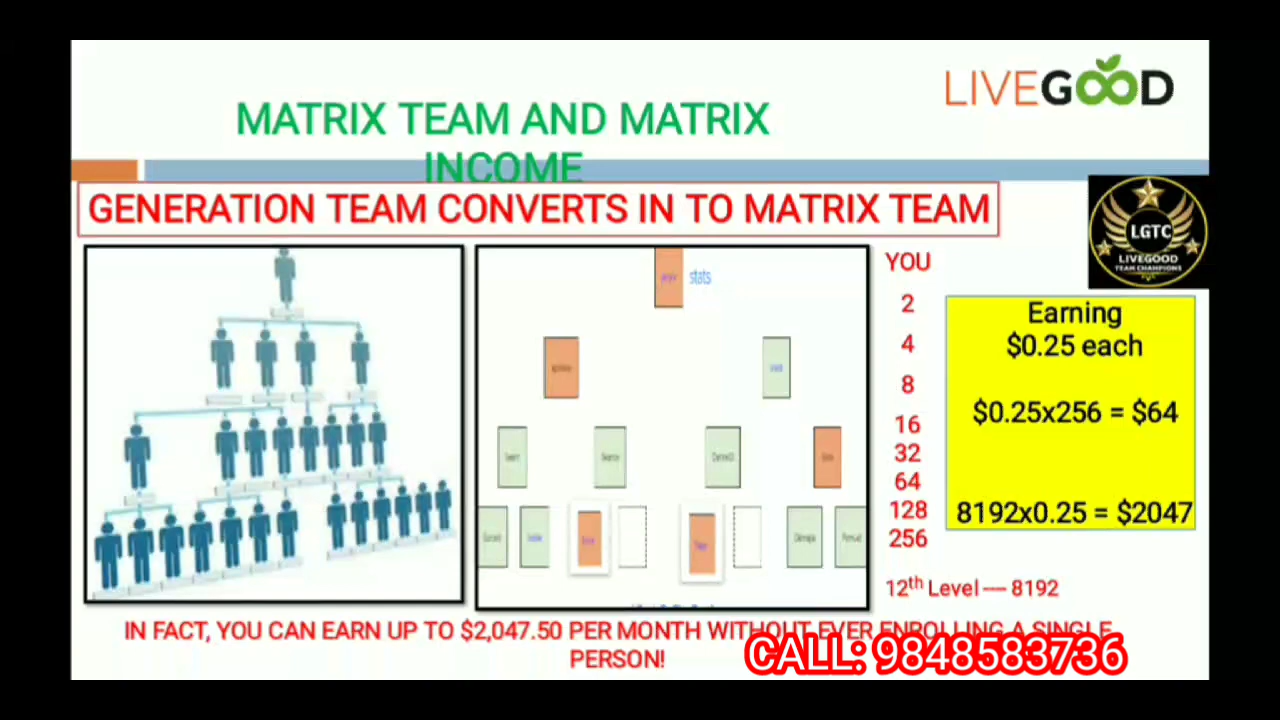 LIVEGOOD
MATRIX TEAM AND MATRIX
INCOME
GENERATION TEAM CONVERTS IN TO MATRIX TEAM
LGTC
LIVEGOOD
TEAM CHAMPIONS
stats
YOU
2
4
8
16
32
64
128
256
12th Level — 8192
Earning
$0.25 each
$0.25x256 = $64
8192x0.25 = $2047
IN FACT, YOU CAN EARN UP TO $2,047.50 PER MONTH WITHOUT EVER ENROLLING A SINGLE
PERSON!
CALL: 9848583736